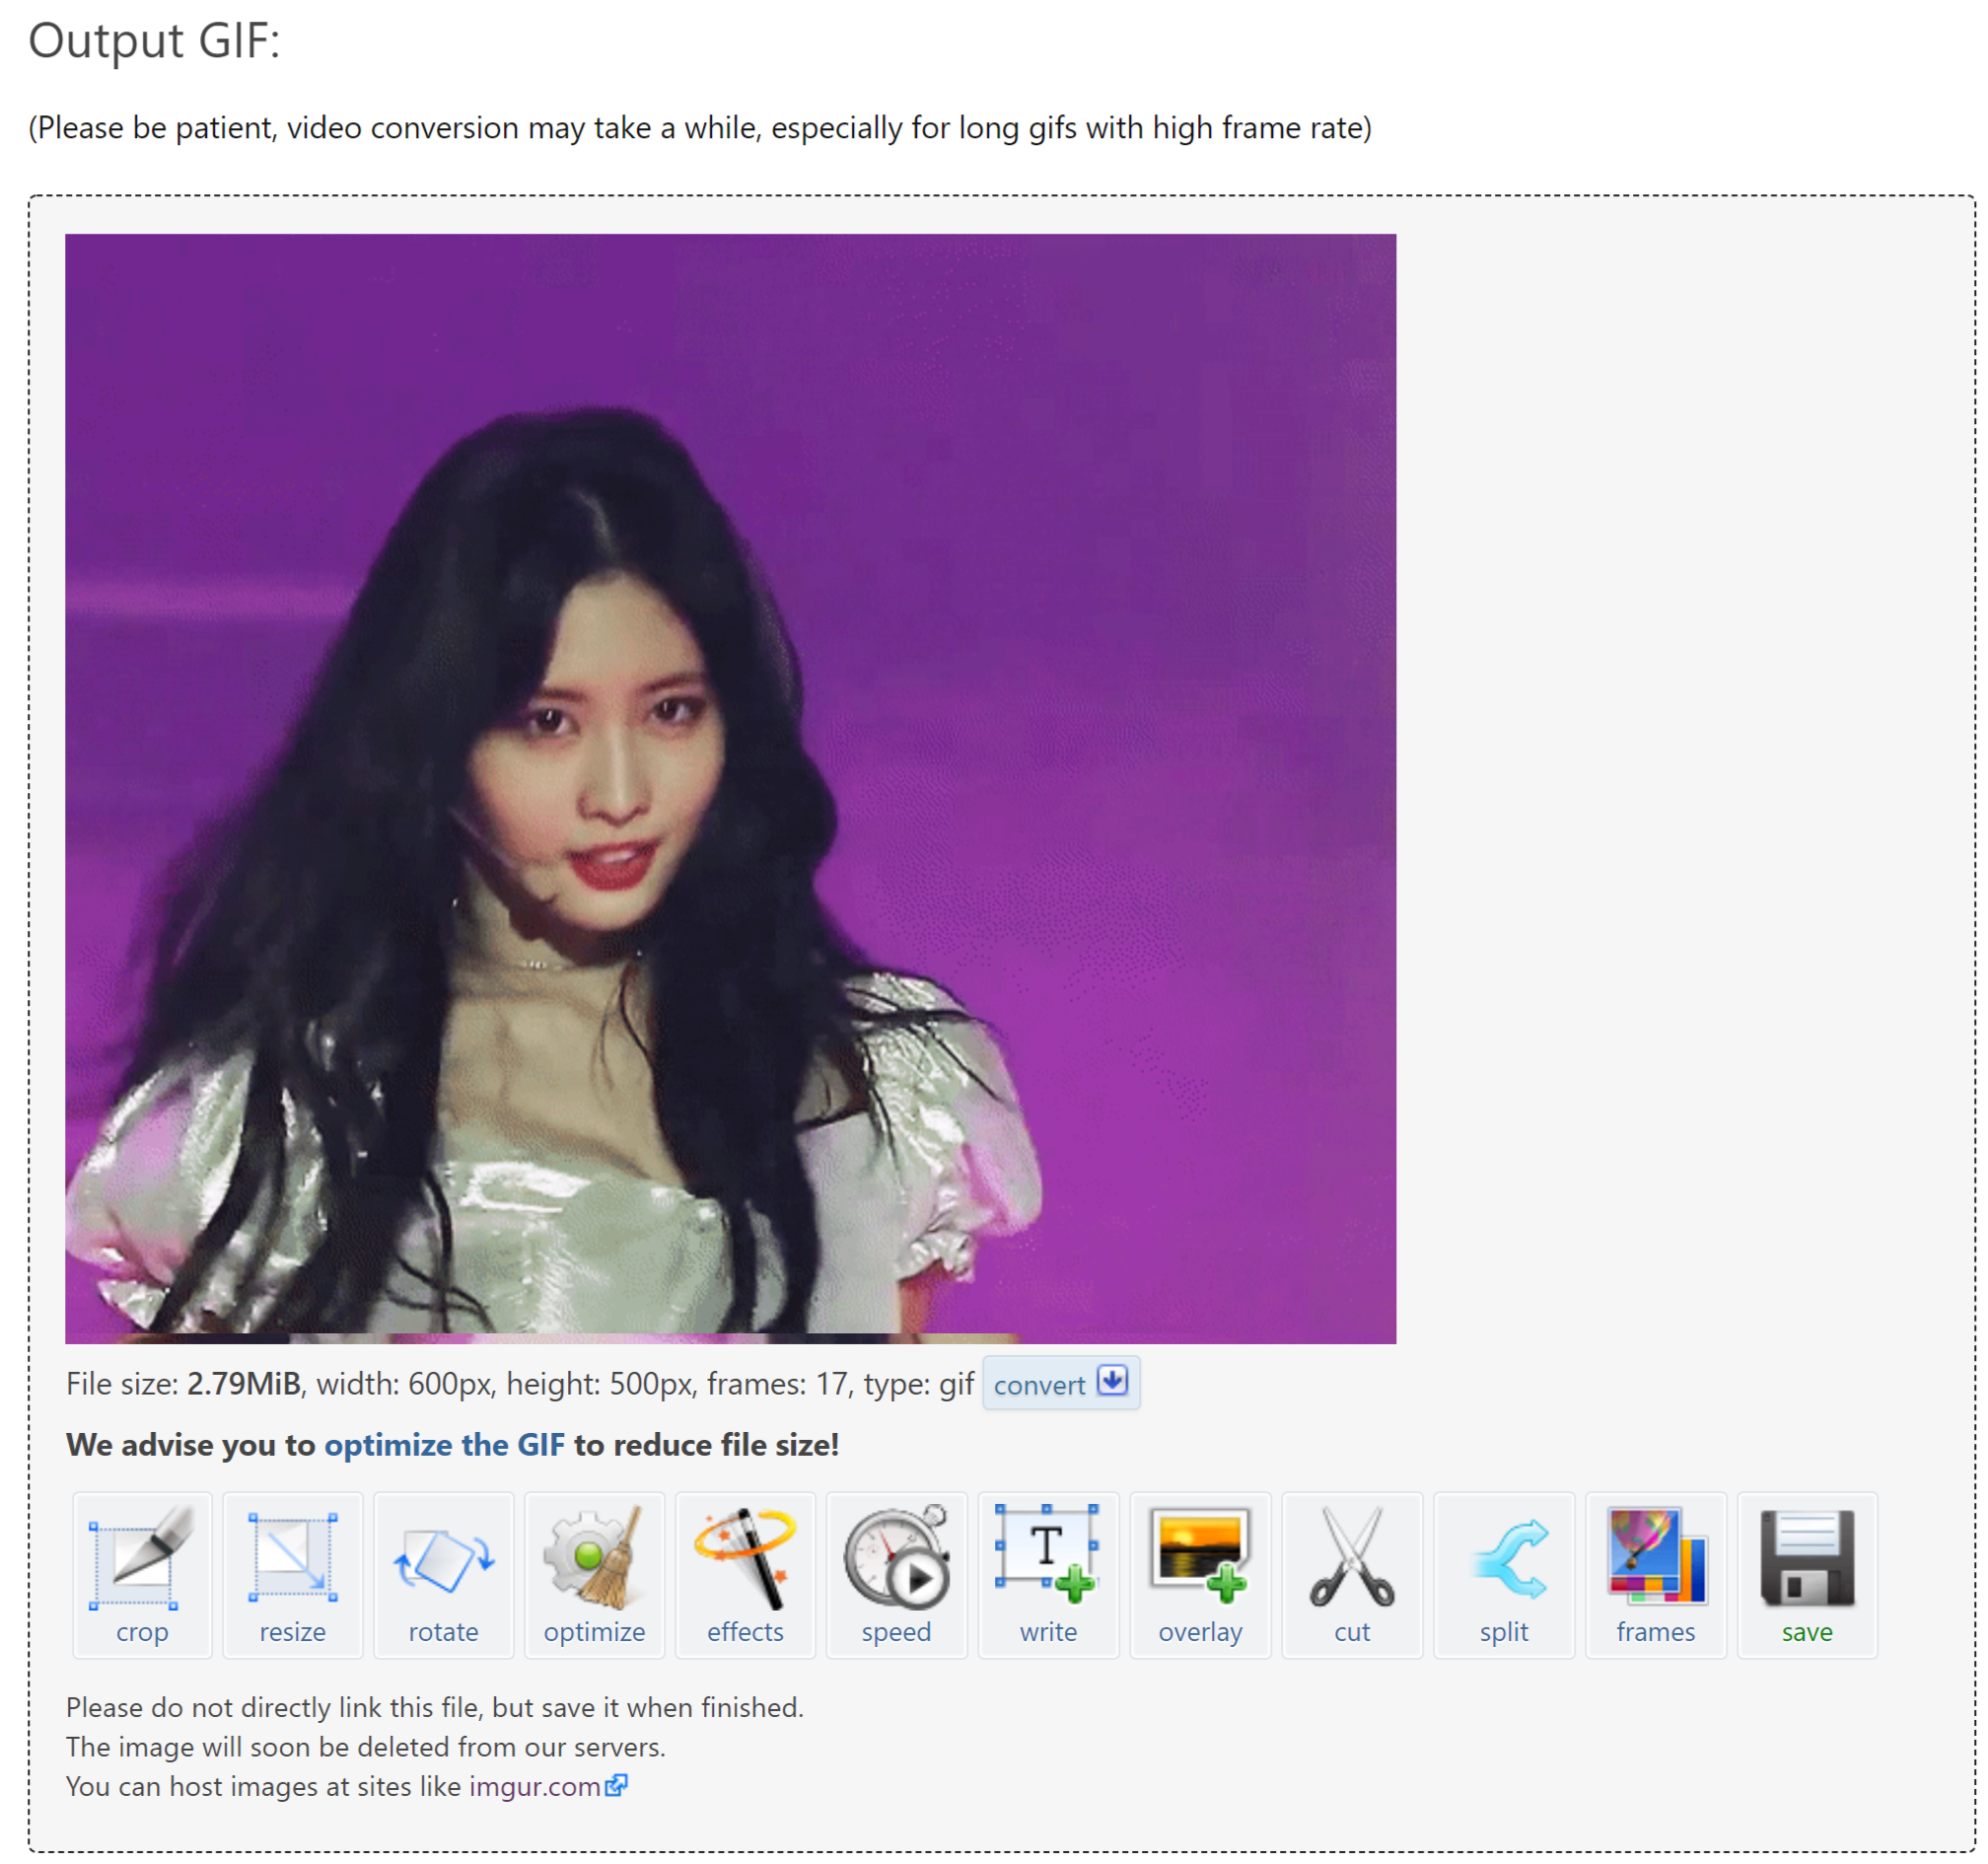 Output GIF:
(Please be patient, video conversion may take a while, especially for long gifs with high frame rate)
File size: 2.79MiB, width: 600px, height: 500px, frames: 17, type: gif convert
We advise you to optimize the GIF to reduce file size!
T
crop resize rotate optimize effects speed write overlay cut split frames save
Please do not directly link this file, but save it when finished.
The image will soon be deleted from our servers.
You can host images at sites like imgur.com